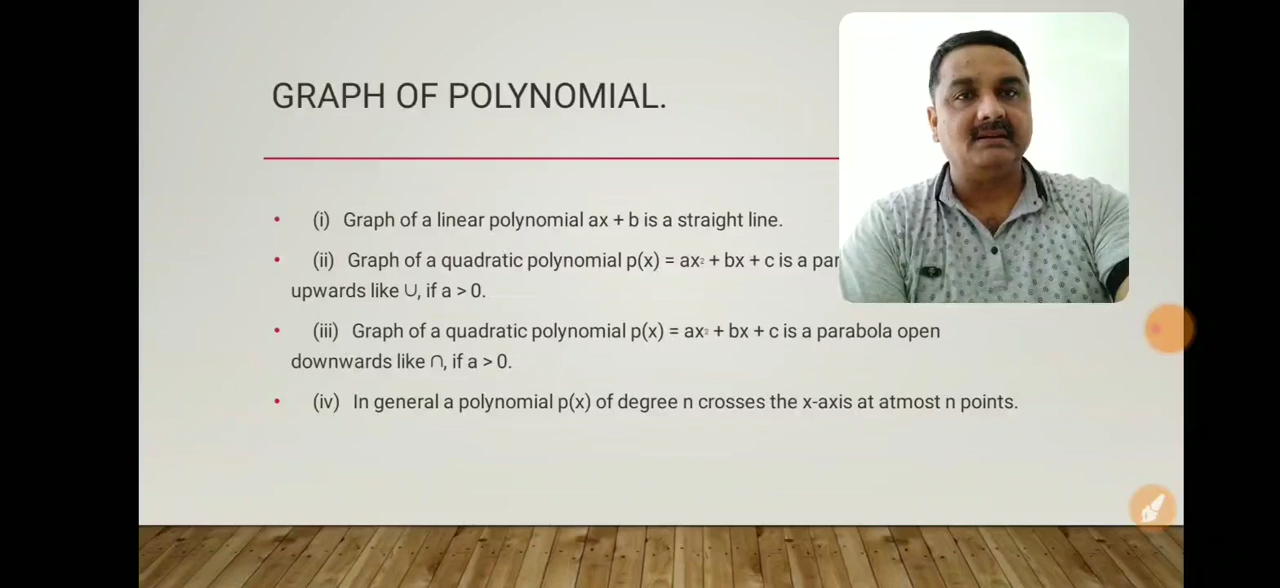 GRAPH OF POLYNOMIAL.
• (i) Graph of a linear polynomial ax + b is a straight line.
• (ii) Graph of a quadratic polynomial p(x) = ax² + bx + c is a
upwards like ∪, if a > 0.
• (iii) Graph of a quadratic polynomial p(x) = ax² + bx + c is a parabola open
downwards like ∩, if a > 0.
• (iv) In general a polynomial p(x) of degree n crosses the x-axis at atmost n points.